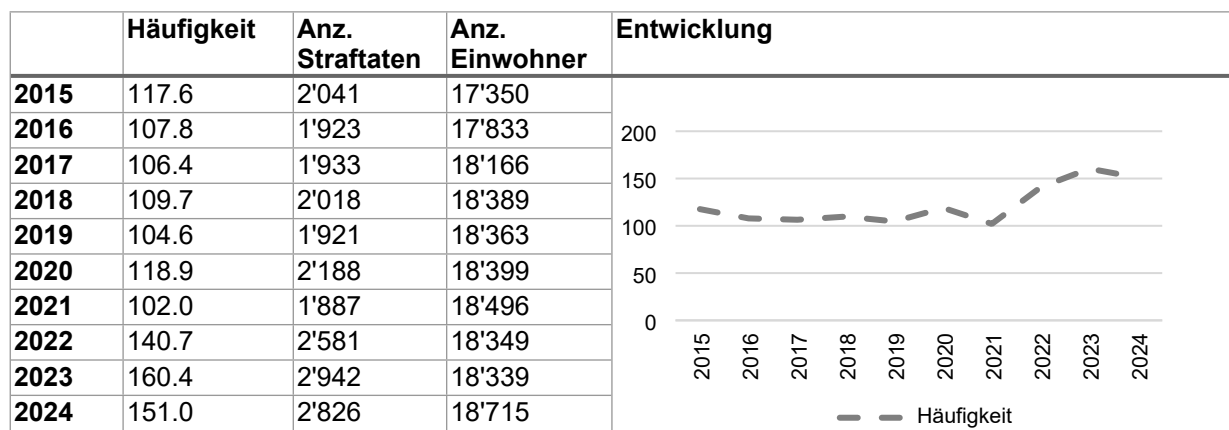 Häufigkeit Anz. Straftaten Anz. Einwohner Entwicklung
2015 117.6 2'041 17'350
2016 107.8 1'923 17'833
2017 106.4 1'933 18'166
2018 109.7 2'018 18'389
2019 104.6 1'921 18'363
2020 118.9 2'188 18'399
2021 102.0 1'887 18'496
2022 140.7 2'581 18'349
2023 160.4 2'942 18'339
2024 151.0 2'826 18'715
200
150
100
50
0
2015 2016 2017 2018 2019 2020 2021 2022 2023 2024
Häufigkeit